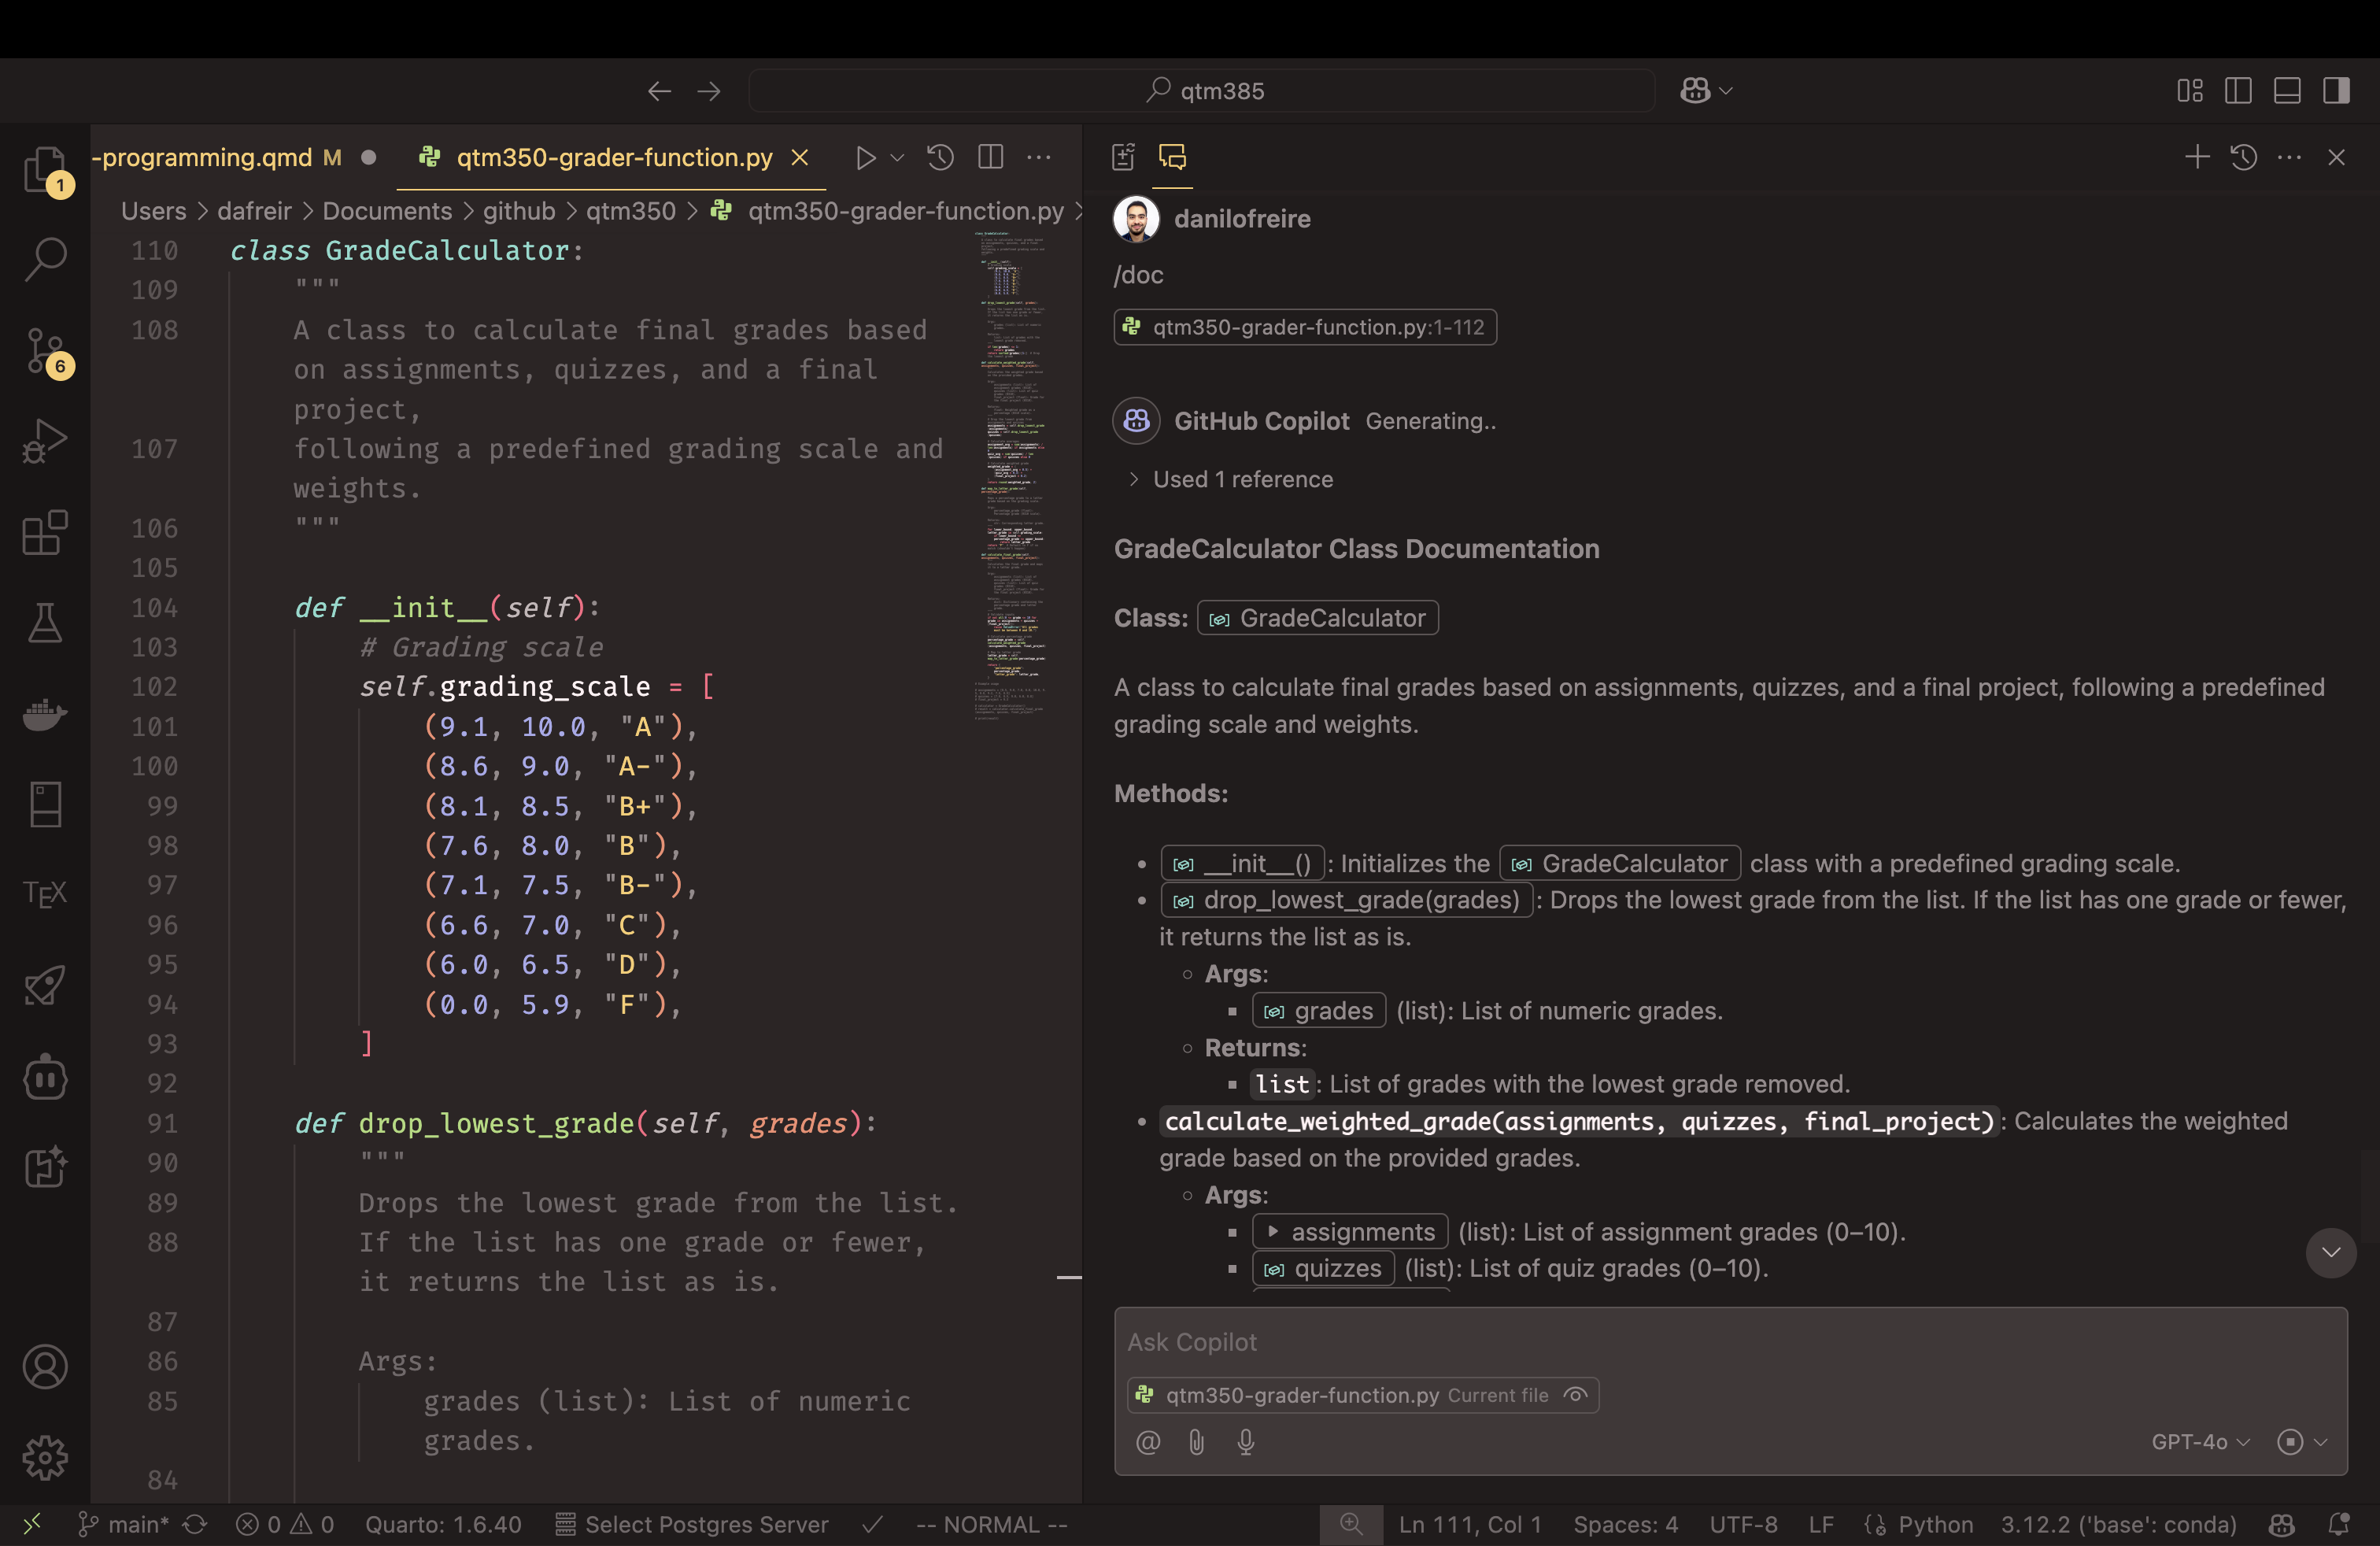 qtm385
-programming.qmd M
qtm350-grader-function.py
Users > dafreir > Documents > github > qtm350 > qtm350-grader-function.py >
1
6
TEX
110 class GradeCalculator:
109 """
108 A class to calculate final grades based
on assignments, quizzes, and a final
project,
107 following a predefined grading scale and
weights.
106 """
105
104 def __init__(self):
103 # Grading scale
102 self.grading_scale = [
101 (9.1, 10.0, "A"),
100 (8.6, 9.0, "A-"),
99 (8.1, 8.5, "B+"),
98 (7.6, 8.0, "B"),
97 (7.1, 7.5, "B-"),
96 (6.6, 7.0, "C"),
95 (6.0, 6.5, "D"),
94 (0.0, 5.9, "F"),
93 ]
92
91 def drop_lowest_grade(self, grades):
90 """
89 Drops the lowest grade from the list.
88 If the list has one grade or fewer,
it returns the list as is.
87
86 Args:
85 grades (list): List of numeric
grades.
84
danilofreire
/doc
qtm350-grader-function.py:1-112
GitHub Copilot Generating..
> Used 1 reference
GradeCalculator Class Documentation
Class: GradeCalculator
A class to calculate final grades based on assignments, quizzes, and a final project, following a predefined
grading scale and weights.
Methods:
• __init__() : Initializes the GradeCalculator class with a predefined grading scale.
• drop_lowest_grade(grades) : Drops the lowest grade from the list. If the list has one grade or fewer,
it returns the list as is.
◦ Args:
▪ grades (list): List of numeric grades.
◦ Returns:
▪ list: List of grades with the lowest grade removed.
• calculate_weighted_grade(assignments, quizzes, final_project): Calculates the weighted
grade based on the provided grades.
◦ Args:
▪ assignments (list): List of assignment grades (0–10).
▪ quizzes (list): List of quiz grades (0–10).
Ask Copilot
qtm350-grader-function.py Current file
@
GPT-4o
main* 0 0 Quarto: 1.6.40 Select Postgres Server -- NORMAL -- Ln 111, Col 1 Spaces: 4 UTF-8 LF Python 3.12.2 ('base': conda)